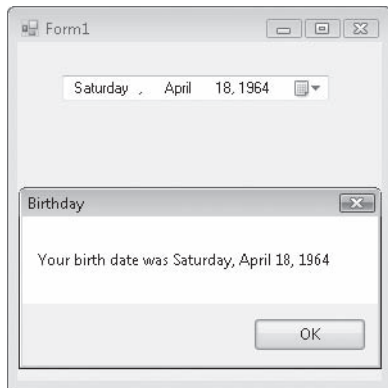 Form1
Saturday , April 18, 1964
Birthday
Your birth date was Saturday, April 18, 1964
OK